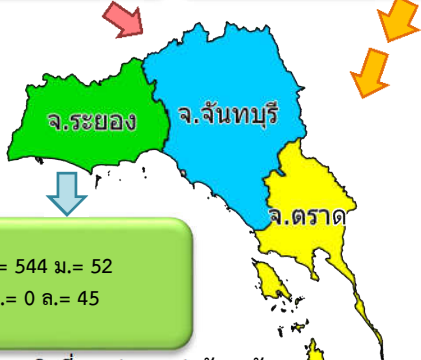 จ.ระยอง
จ.จันทบุรี
จ.ตราด
= 544 ม.= 52
.= 0 ล.= 45